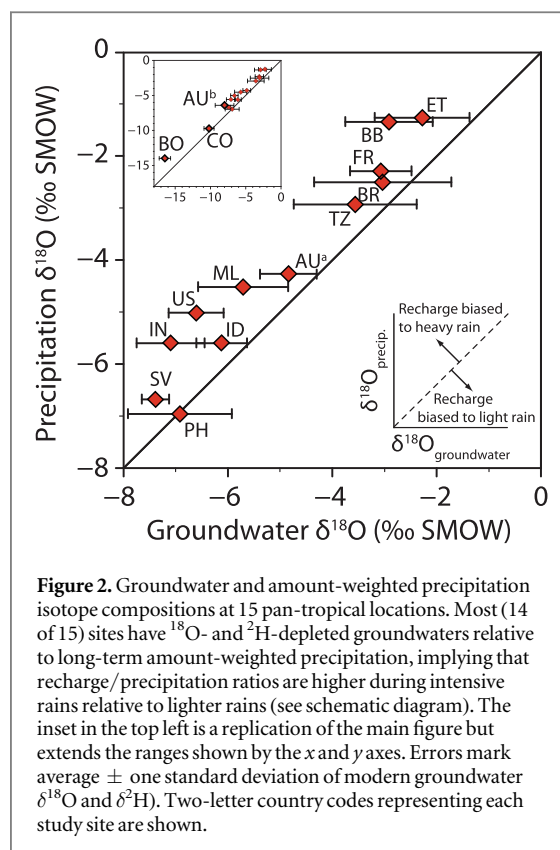 0
−2
−4
−6
−8
Precipitation δ¹⁸O (‰ SMOW)
0
−5
−10
−15
−15
−10
−5
0
AUᵇ
BO
CO
ET
BB
FR
BR
TZ
AUᵃ
ML
US
IN
ID
SV
PH
Recharge biased
to heavy rain
Recharge
biased to light rain
δ¹⁸Oprecip.
δ¹⁸Ogroundwater
−8
−6
−4
−2
0
Groundwater δ¹⁸O (‰ SMOW)
Figure 2. Groundwater and amount-weighted precipitation
isotope compositions at 15 pan-tropical locations. Most (14
of 15) sites have ¹⁸O- and ²H-depleted groundwaters relative
to long-term amount-weighted precipitation, implying that
recharge/precipitation ratios are higher during intensive
rains relative to lighter rains (see schematic diagram). The
inset in the top left is a replication of the main figure but
extends the ranges shown by the x and y axes. Errors mark
average ± one standard deviation of modern groundwater
δ¹⁸O and δ²H). Two-letter country codes representing each
study site are shown.